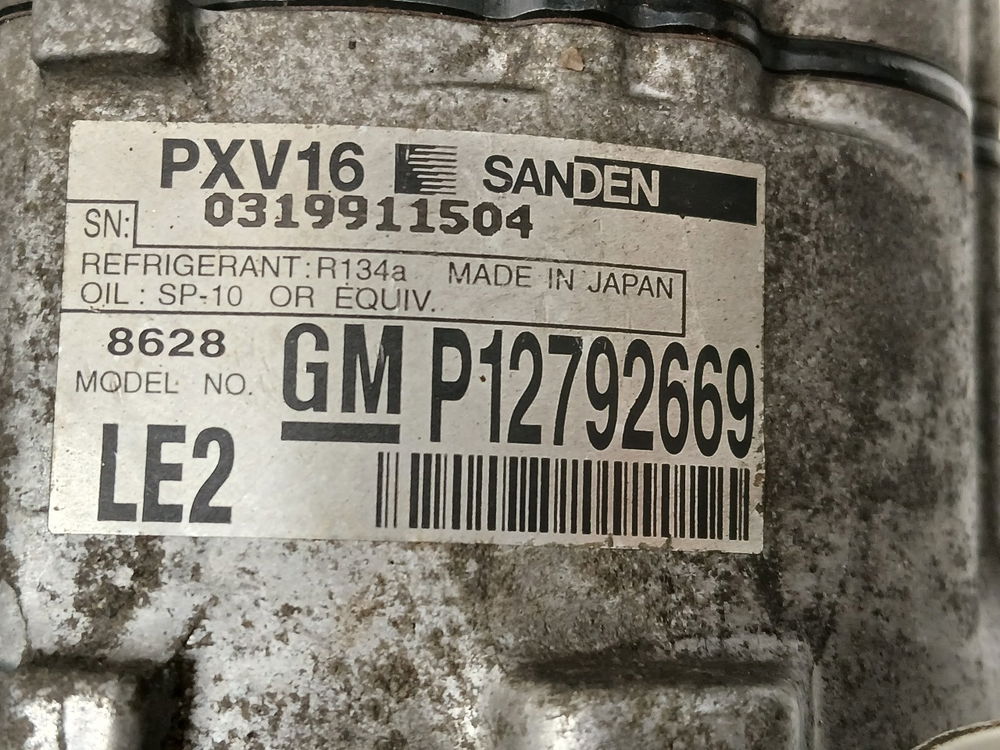 PXV16 SANDEN
SN: 0319911504
REFRIGERANT:R134a MADE IN JAPAN
OIL: SP-10 OR EQUIV.
8628
MODEL NO.
GM P12792669
LE2